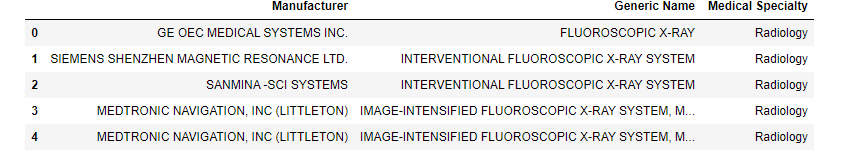 Manufacturer Generic Name Medical Specialty
0 GE OEC MEDICAL SYSTEMS INC. FLUOROSCOPIC X-RAY Radiology
1 SIEMENS SHENZHEN MAGNETIC RESONANCE LTD. INTERVENTIONAL FLUOROSCOPIC X-RAY SYSTEM Radiology
2 SANMINA -SCI SYSTEMS INTERVENTIONAL FLUOROSCOPIC X-RAY SYSTEM Radiology
3 MEDTRONIC NAVIGATION, INC (LITTLETON) IMAGE-INTENSIFIED FLUOROSCOPIC X-RAY SYSTEM, M... Radiology
4 MEDTRONIC NAVIGATION, INC (LITTLETON) IMAGE-INTENSIFIED FLUOROSCOPIC X-RAY SYSTEM, M... Radiology